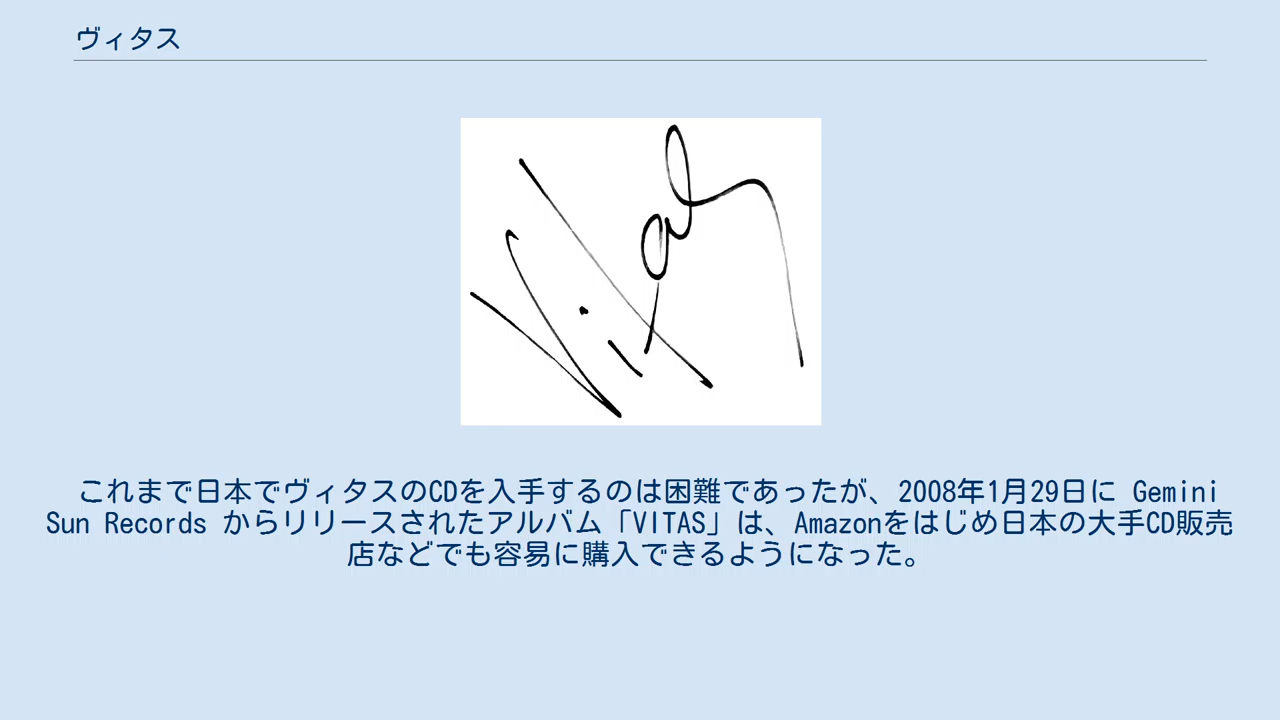 ヴィタス
Vitas
これまで日本でヴィタスのCDを入手するのは困難であったが、2008年1月29日に Gemini
Sun Records からリリースされたアルバム「VITAS」は、Amazonをはじめ日本の大手CD販売
店などでも容易に購入できるようになった。